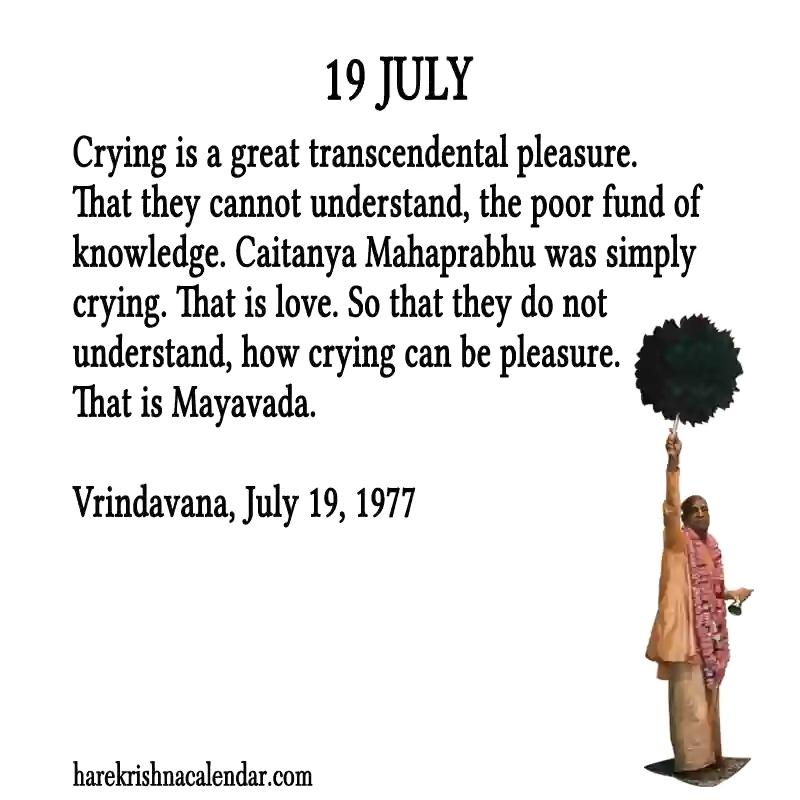 19 JULY
Crying is a great transcendental pleasure.
That they cannot understand, the poor fund of
knowledge. Caitanya Mahaprabhu was simply
crying. That is love. So that they do not
understand, how crying can be pleasure.
That is Mayavada.
Vrindavana, July 19, 1977
harekrishnacalendar.com